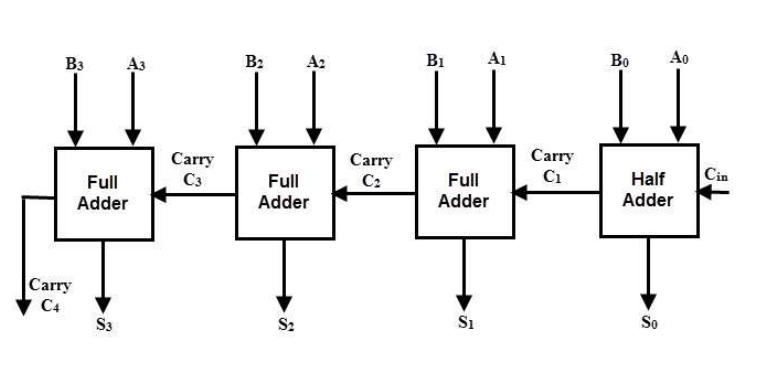 B3 A3 B2 A2 B1 A1 B0 A0
Carry
C3
Carry
C2
Carry
C1
Cin
Full
Adder
Full
Adder
Full
Adder
Half
Adder
Carry
C4
S3 S2 S1 S0